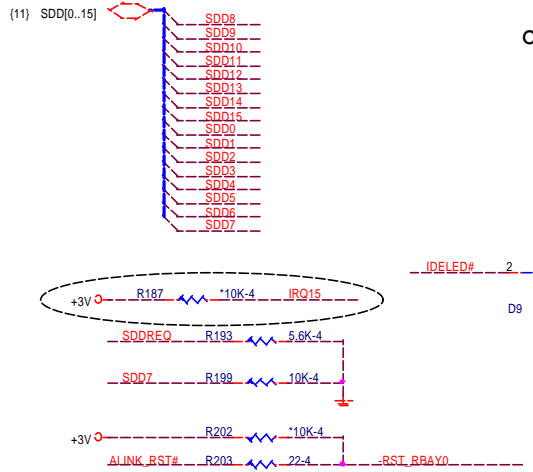 {11} SDD[0..15]
SDD8
SDD9
SDD10
SDD11
SDD12
SDD13
SDD14
SDD15
SDD0
SDD1
SDD2
SDD3
SDD4
SDD5
SDD6
SDD7
IDELED# 2
D9
+3V R187 *10K-4 IRQ15
SDDREQ R193 5.6K-4
SDD7 R199 10K-4
+3V R202 *10K-4
ALINK_RST# R203 22-4 -RST_RBAY0